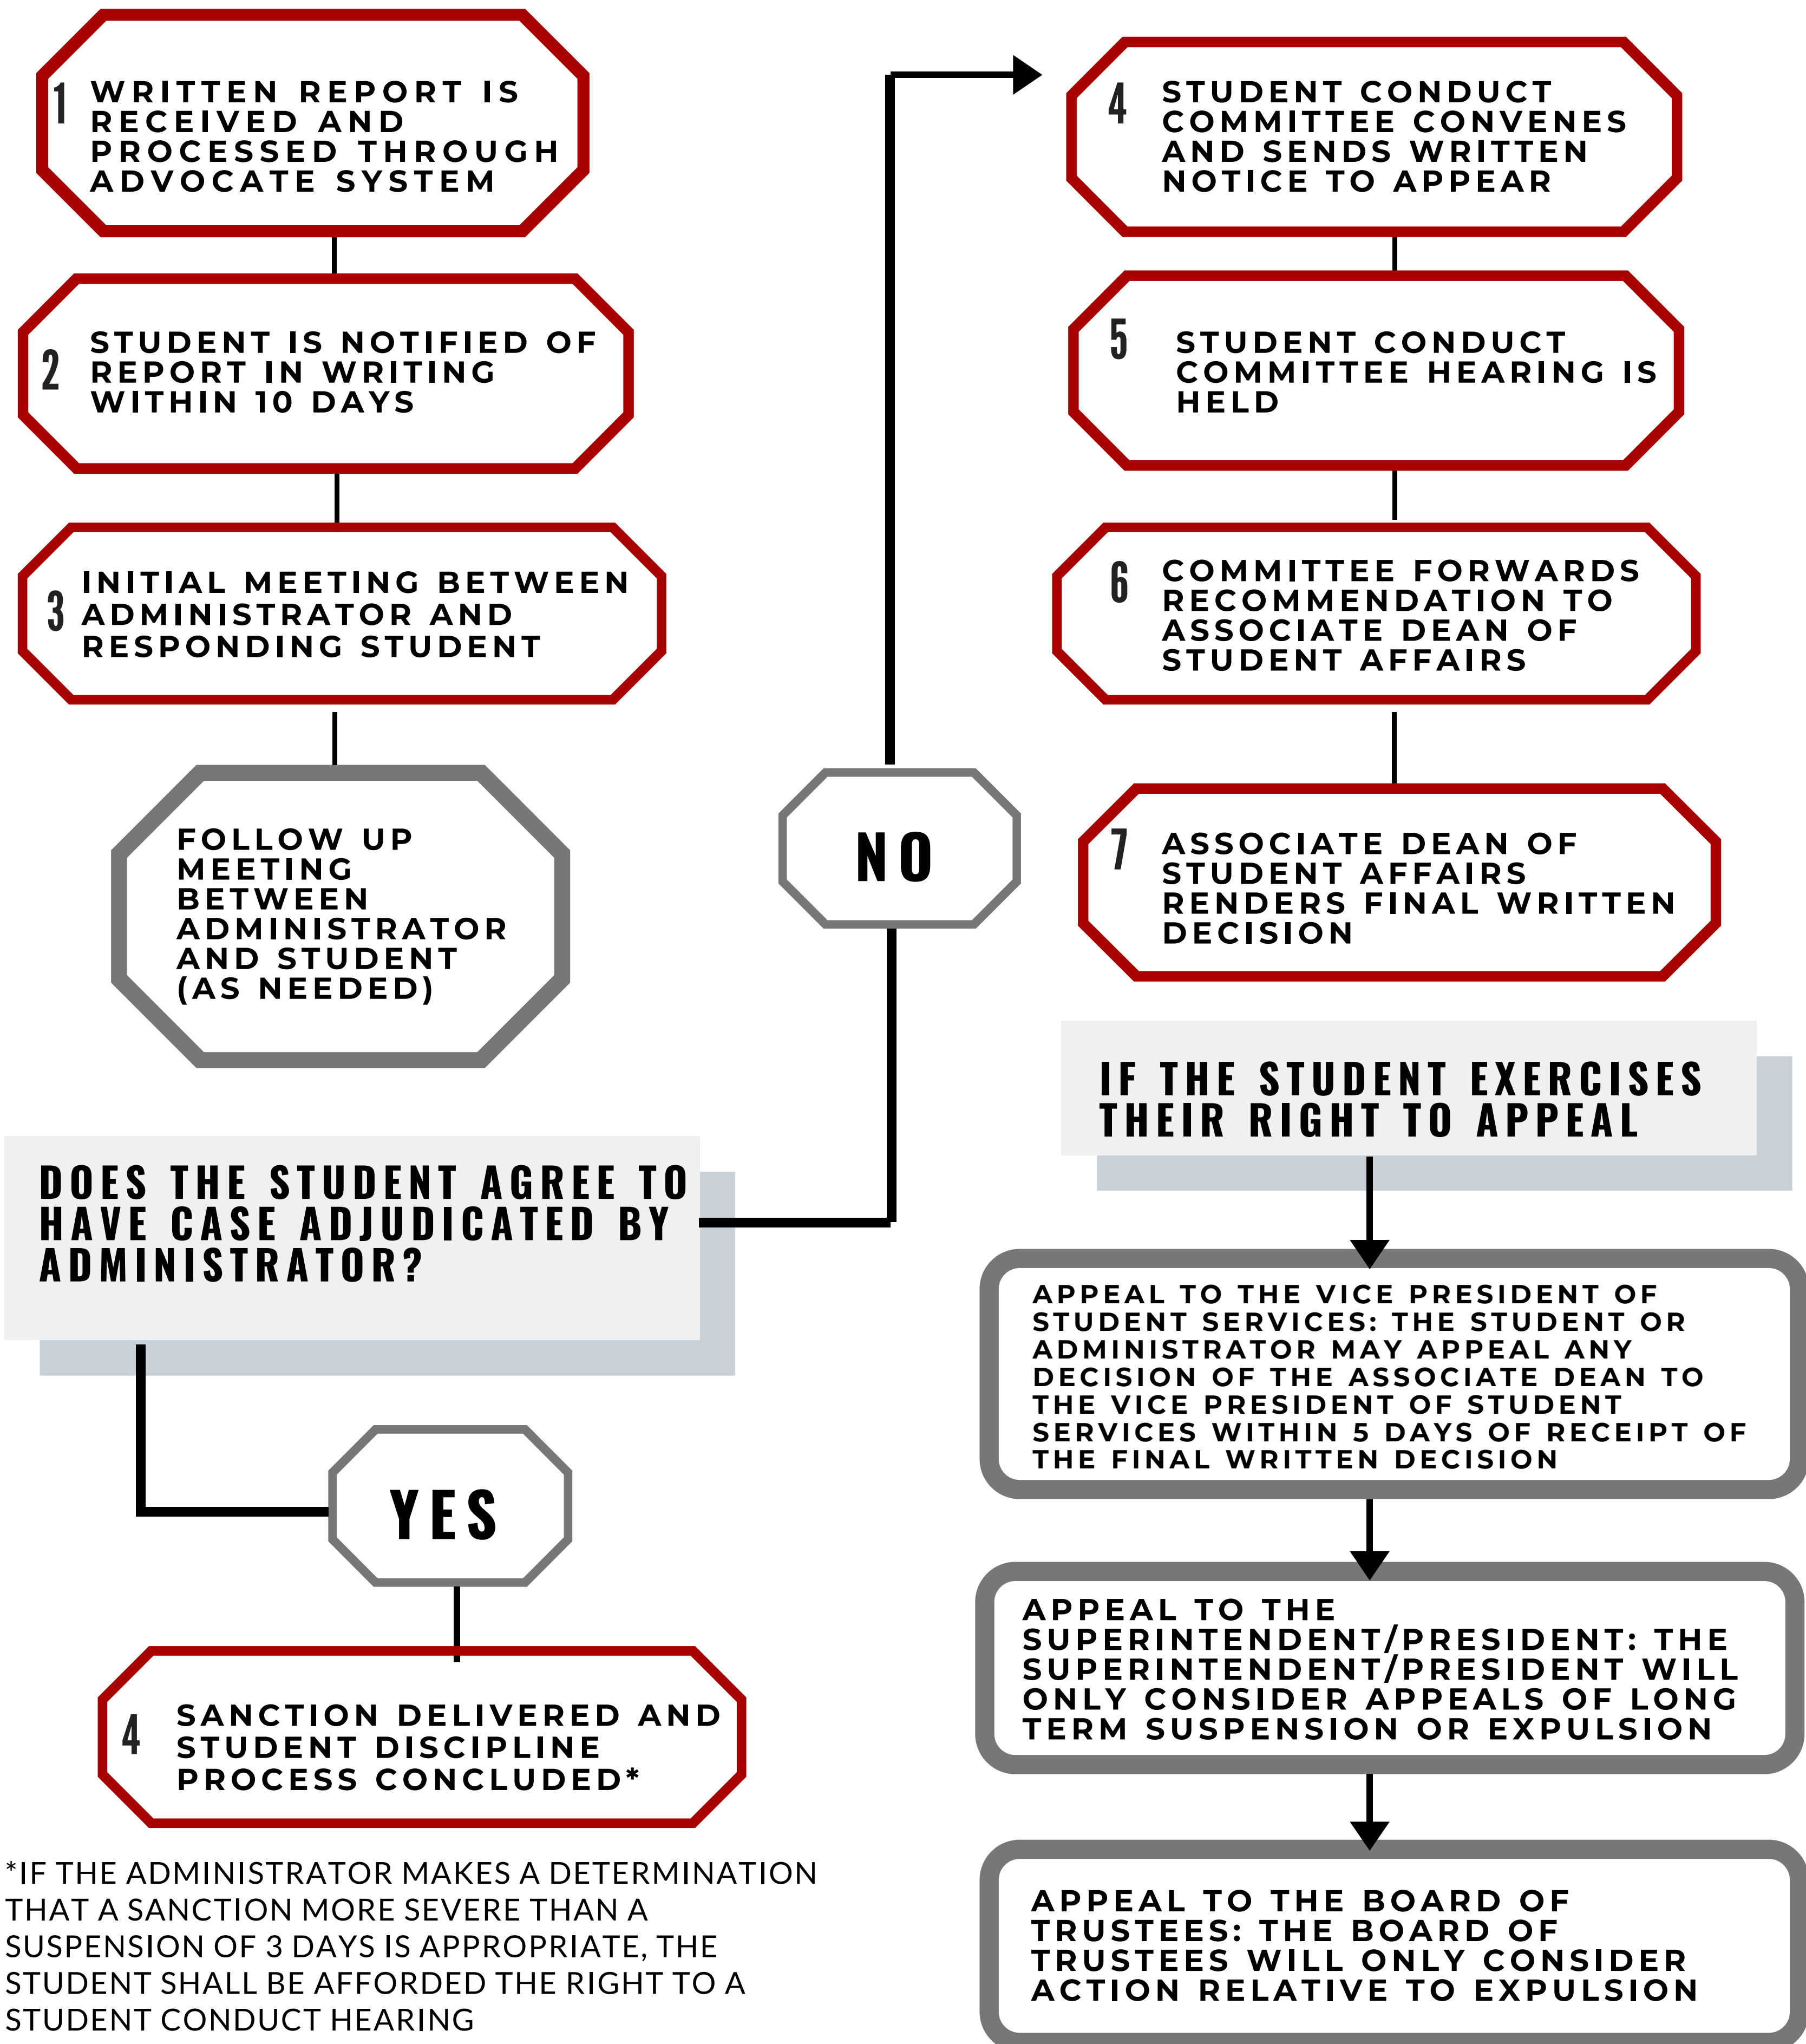 1
WRITTEN REPORT IS
RECEIVED AND
PROCESSED THROUGH
ADVOCATE SYSTEM
2
STUDENT IS NOTIFIED OF
REPORT IN WRITING
WITHIN 10 DAYS
3
INITIAL MEETING BETWEEN
ADMINISTRATOR AND
RESPONDING STUDENT
FOLLOW UP
MEETING
BETWEEN
ADMINISTRATOR
AND STUDENT
(AS NEEDED)
DOES THE STUDENT AGREE TO
HAVE CASE ADJUDICATED BY
ADMINISTRATOR?
YES
4
SANCTION DELIVERED AND
STUDENT DISCIPLINE
PROCESS CONCLUDED*
*IF THE ADMINISTRATOR MAKES A DETERMINATION
THAT A SANCTION MORE SEVERE THAN A
SUSPENSION OF 3 DAYS IS APPROPRIATE, THE
STUDENT SHALL BE AFFORDED THE RIGHT TO A
STUDENT CONDUCT HEARING
NO
4
STUDENT CONDUCT
COMMITTEE CONVENES
AND SENDS WRITTEN
NOTICE TO APPEAR
5
STUDENT CONDUCT
COMMITTEE HEARING IS
HELD
6
COMMITTEE FORWARDS
RECOMMENDATION TO
ASSOCIATE DEAN OF
STUDENT AFFAIRS
7
ASSOCIATE DEAN OF
STUDENT AFFAIRS
RENDERS FINAL WRITTEN
DECISION
IF THE STUDENT EXERCISES
THEIR RIGHT TO APPEAL
APPEAL TO THE VICE PRESIDENT OF
STUDENT SERVICES: THE STUDENT OR
ADMINISTRATOR MAY APPEAL ANY
DECISION OF THE ASSOCIATE DEAN TO
THE VICE PRESIDENT OF STUDENT
SERVICES WITHIN 5 DAYS OF RECEIPT OF
THE FINAL WRITTEN DECISION
APPEAL TO THE
SUPERINTENDENT/PRESIDENT: THE
SUPERINTENDENT/PRESIDENT WILL
ONLY CONSIDER APPEALS OF LONG
TERM SUSPENSION OR EXPULSION
APPEAL TO THE BOARD OF
TRUSTEES: THE BOARD OF
TRUSTEES WILL ONLY CONSIDER
ACTION RELATIVE TO EXPULSION